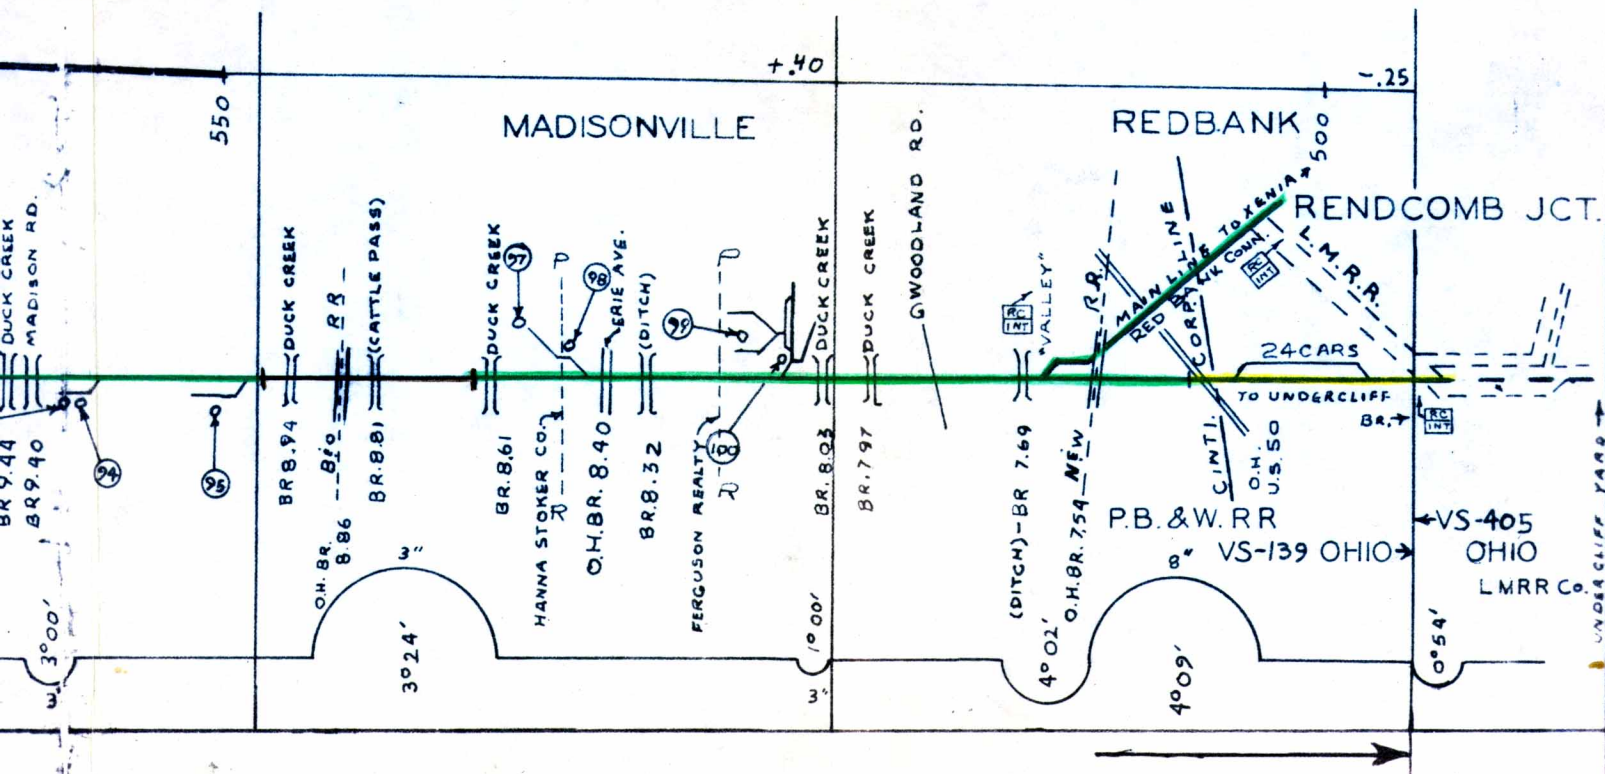 +.40
-.25
550
MADISONVILLE
REDBANK
500
RENDCOMB JCT.
DUCK CREEK
MADISON RD.
DUCK CREEK
(CATTLE PASS)
DUCK CREEK
97
P
98
ERIE AVE.
(DITCH)
P
99
DUCK CREEK
DUCK CREEK
WOODLAND RD.
RC
INT
"VALLEY"
R.R.
MAIN LINE TO XENIA
RED BANK CONN.
CORP. LINE
RC
INT
L.M.R.R.
24 CARS
TO UNDERCLIFF
BR.
RC
INT
BR 9.44
BR 9.40
94
95
BR 8.94
B&O RR
O.H. BR.
8.86
BR. 8.81
BR. 8.61
HANNA STOKER CO.
R
O.H. BR. 8.40
BR. 8.32
FERGUSON REALTY
100
R
BR. 8.03
BR. 7.97
(DITCH)-BR 7.69
O.H. BR. 7.54 NEW
CINTI.
O.H.
U.S. 50
P.B. & W. RR
VS-139 OHIO
VS-405
OHIO
LMRR Co.
UNDERCLIFF YARD
3°00'
3"
3"
3°24'
1°00'
3"
4°02'
8"
4°09'
0°54'